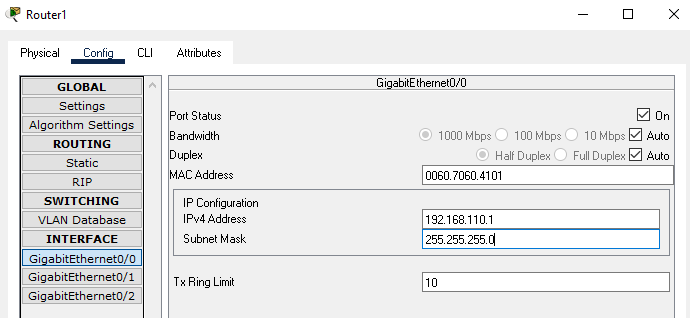 Router1
Physical Config CLI Attributes
GLOBAL
Settings
Algorithm Settings
ROUTING
Static
RIP
SWITCHING
VLAN Database
INTERFACE
GigabitEthernet0/0
GigabitEthernet0/1
GigabitEthernet0/2
GigabitEthernet0/0
Port Status On
Bandwidth 1000 Mbps 100 Mbps 10 Mbps Auto
Duplex Half Duplex Full Duplex Auto
MAC Address 0060.7060.4101
IP Configuration
IPv4 Address 192.168.110.1
Subnet Mask 255.255.255.0
Tx Ring Limit 10